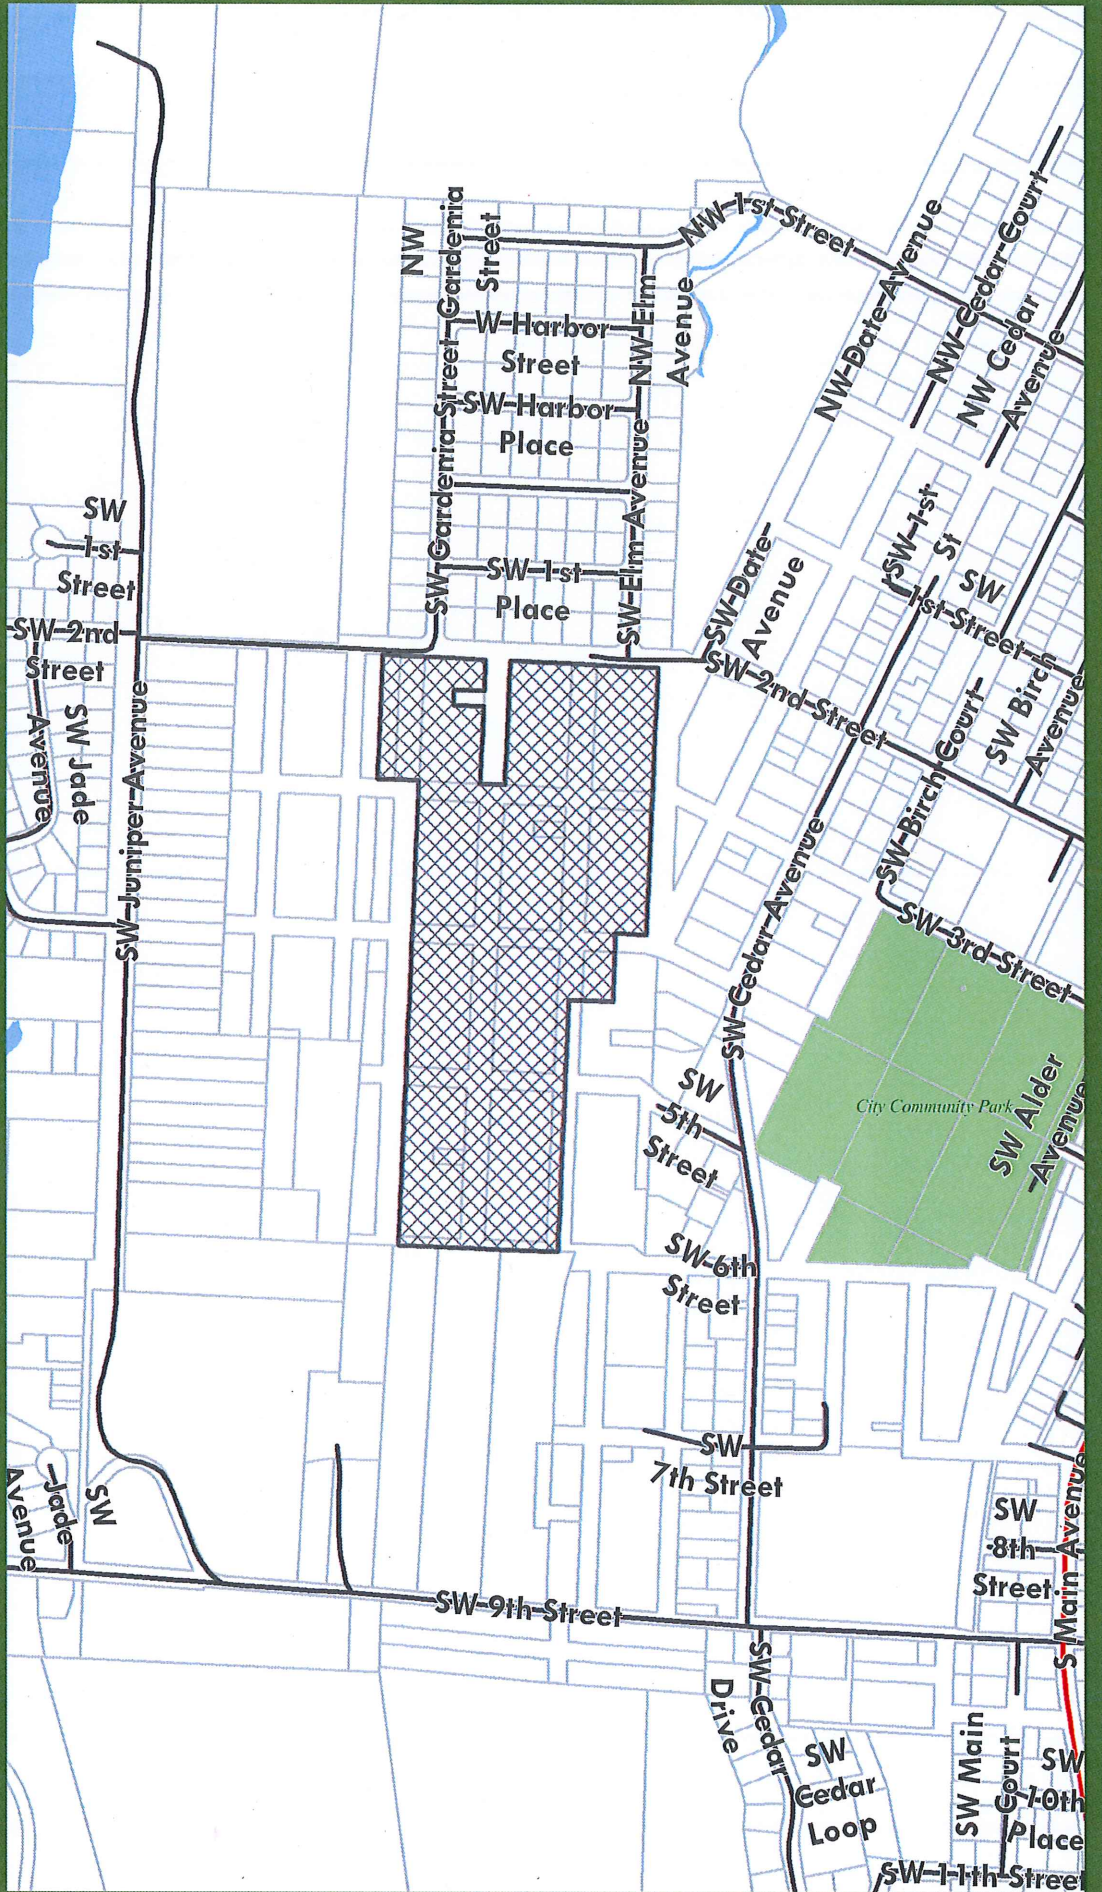 NW 1st Street
NW Date Avenue
NW Cedar Court
NW Cedar
Avenue
NW
Gardenia
Street
NW Elm
Avenue
W Harbor
Street
SW Harbor
Place
SW Gardenia Street
SW Elm Avenue
SW 1st
Place
SW
1st
Street
SW 2nd
Street
SW Jade
Avenue
SW Juniper Avenue
SW Date
Avenue
SW 2nd Street
SW 1st
St
SW
1st Street
SW Birch
Avenue
SW Birch Court
SW Cedar Avenue
SW 3rd Street
City Community Park
SW Alder
Avenue
SW
5th
Street
SW 6th
Street
SW
7th Street
SW
Jade
Avenue
SW
8th
Street
S Main Avenue
SW 9th Street
SW Cedar
Drive
SW
Cedar
Loop
SW Main
Court
SW
10th
Place
SW 11th Street